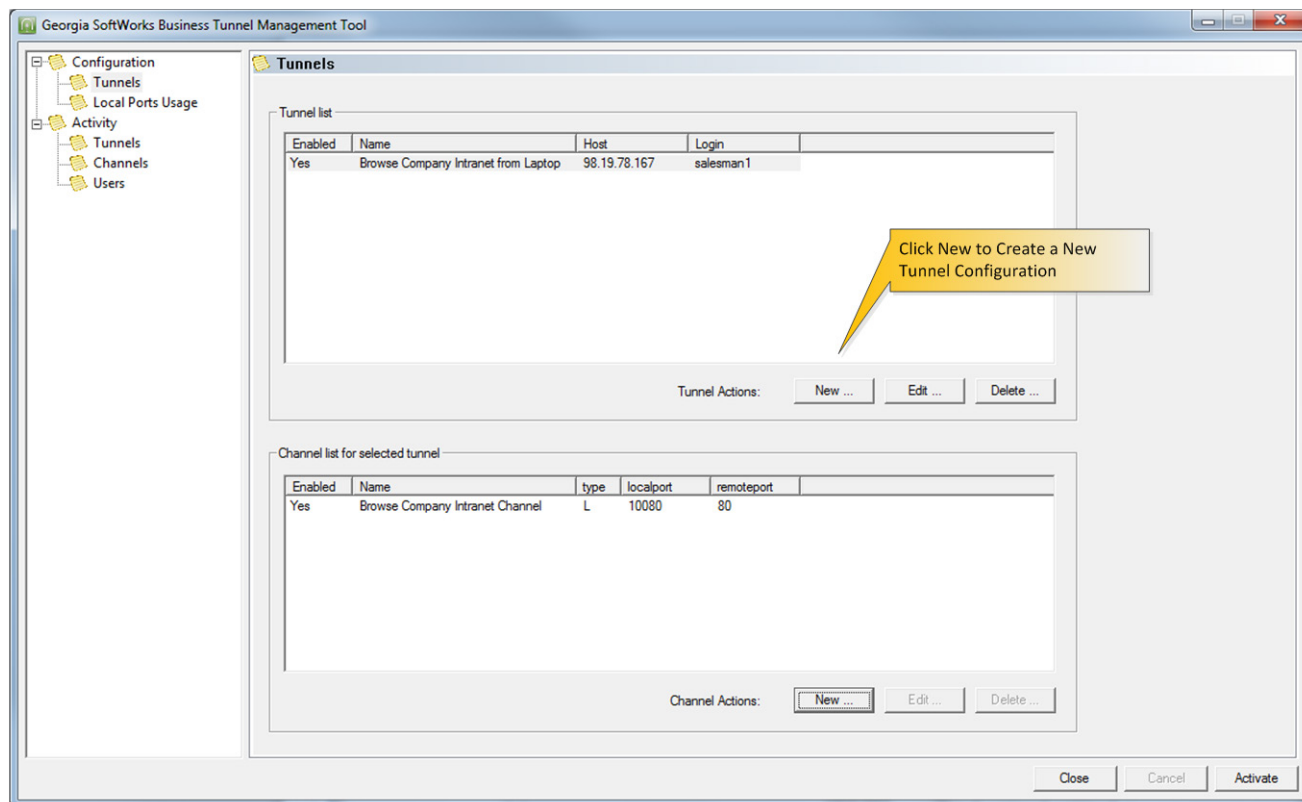 Georgia SoftWorks Business Tunnel Management Tool
Configuration
Tunnels
Local Ports Usage
Activity
Tunnels
Channels
Users
Tunnels
Tunnel list
Enabled Name Host Login
Yes Browse Company Intranet from Laptop 98.19.78.167 salesman1
Click New to Create a New
Tunnel Configuration
Tunnel Actions: New ... Edit ... Delete ...
Channel list for selected tunnel
Enabled Name type localport remoteport
Yes Browse Company Intranet Channel L 10080 80
Channel Actions: New ... Edit ... Delete ...
Close Cancel Activate